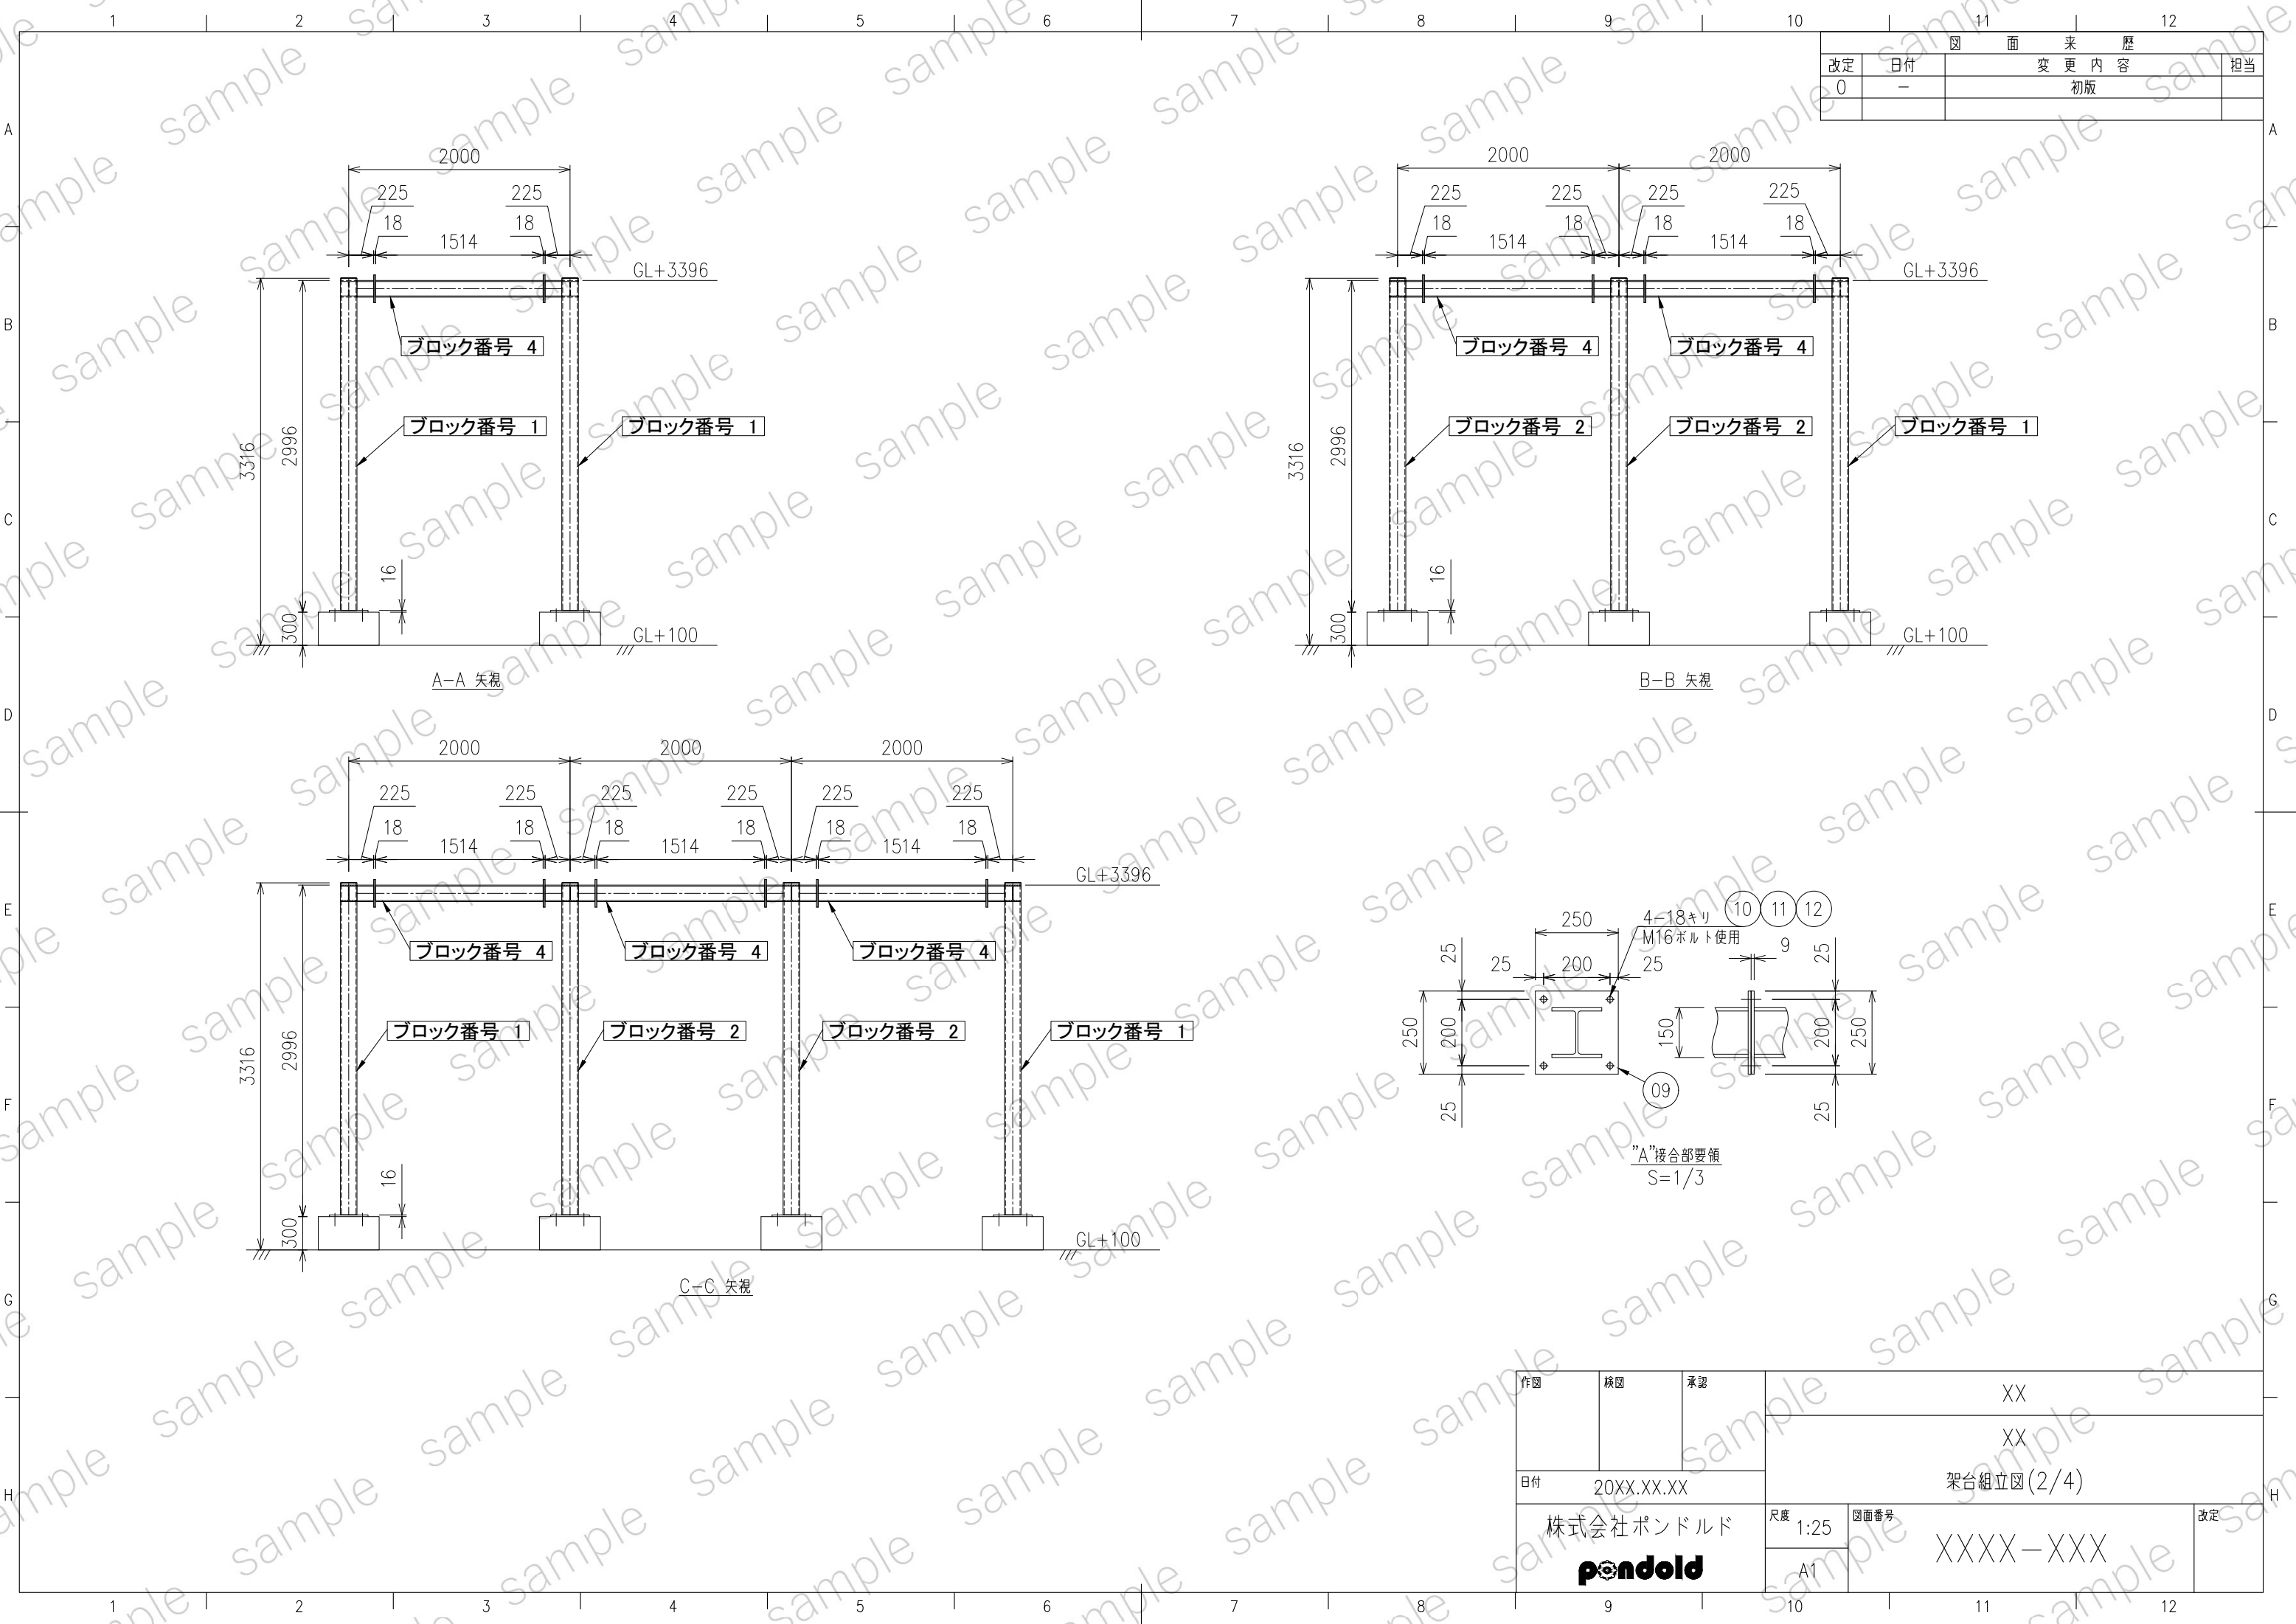 1 2 3 4 5 6 7 8 9 10 11 12
図 面 来 歴
改定 日付 変 更 内 容 担当
0 － 初版
A
B
C
D
E
F
G
H
2000
225 225
18 18
1514
GL+3396
ブロック番号 4
ブロック番号 1 ブロック番号 1
3316
2996
16
300
GL+100
A－A 矢視
2000 2000
225 225 225 225
18 18 18 18
1514 1514
GL+3396
ブロック番号 4 ブロック番号 4
ブロック番号 2 ブロック番号 2 ブロック番号 1
3316
2996
16
300
GL+100
B－B 矢視
2000 2000 2000
225 225 225 225 225 225
18 18 18 18 18 18
1514 1514 1514
GL+3396
ブロック番号 4 ブロック番号 4 ブロック番号 4
ブロック番号 1 ブロック番号 2 ブロック番号 2 ブロック番号 1
3316
2996
16
300
GL+100
C－C 矢視
250
4－18キリ 10 11 12
M16ボルト使用
25 200 25
9
25 25
250 200 150 200 250
25 25
09
"A"接合部要領
S=1/3
作図 検図 承認
XX
XX
架台組立図(2/4)
日付 20XX.XX.XX
株式会社ポンドルド
pondold
尺度 1:25
A1
図面番号
XXXX－XXX
改定
A
B
C
D
E
F
G
H
1 2 3 4 5 6 7 8 9 10 11 12
sample